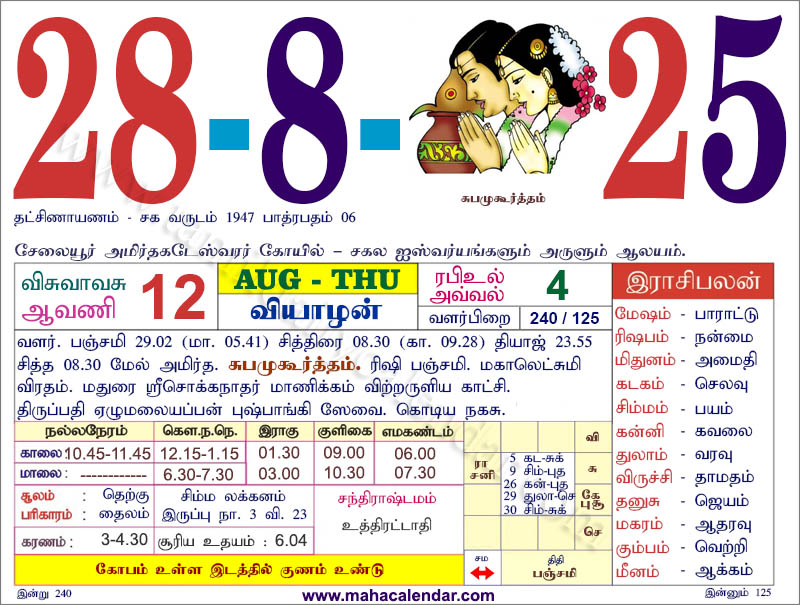 28-8-25
சுபமுகூர்த்தம்
தட்சிணாயணம் - சக வருடம் 1947 பாத்ரபதம் 06
சேலையூர் அமிர்தகடேஸ்வரர் கோயில் – சகல ஐஸ்வர்யங்களும் அருளும் ஆலயம்.
விசுவாவசு
ஆவணி 12
AUG - THU
வியாழன்
ரபிஉல்
அவ்வல் 4
வளர்பிறை 240 / 125
வளர். பஞ்சமி 29.02 (மா. 05.41) சித்திரை 08.30 (கா. 09.28) தியாஜ் 23.55
சித்த 08.30 மேல் அமிர்த. சுபமுகூர்த்தம். ரிஷி பஞ்சமி. மகாலெட்சுமி
விரதம். மதுரை ஸ்ரீசொக்கநாதர் மாணிக்கம் விற்றருளிய காட்சி.
திருப்பதி ஏழுமலையப்பன் புஷ்பாங்கி ஸேவை. கொடிய நகசு.
இராசிபலன்
மேஷம் - பாராட்டு
ரிஷபம் - நன்மை
மிதுனம் - அமைதி
கடகம் - செலவு
சிம்மம் - பயம்
கன்னி - கவலை
துலாம் - வரவு
விருச்சி - தாமதம்
தனுசு - ஜெயம்
மகரம் - ஆதரவு
கும்பம் - வெற்றி
மீனம் - ஆக்கம்
நல்லநேரம் கௌ.ந.நெ. இராகு குளிகை எமகண்டம்
காலை: 10.45-11.45 12.15-1.15 01.30 09.00 06.00
மாலை: ------------ 6.30-7.30 03.00 10.30 07.30
சூலம் : தெற்கு
பரிகாரம் : தைலம்
சிம்ம லக்கனம்
இருப்பு நா. 3 வி. 23
சந்திராஷ்டமம்
உத்திரட்டாதி
கரணம் : 3-4.30 சூரிய உதயம் : 6.04
கோபம் உள்ள இடத்தில் குணம் உண்டு
வி
ரா
சனி
5 கட-சுக்
9 சிம்-புத
26 கன்-புத
29 துலா-செ
30 சிம்-சுக்
சு
கே
புசூ
செ
சம
திதி
பஞ்சமி
இன்று 240
www.mahacalendar.com
இன்னும் 125